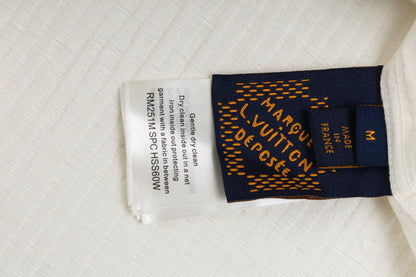 MARQUE
L.VUITTON
DÉPOSÉE
MADE
IN
FRANCE
M
Gentle dry clean
Dry clean inside out in a net
Iron inside out protecting
garment with a fabric in between
RM251M SPC HSS60W